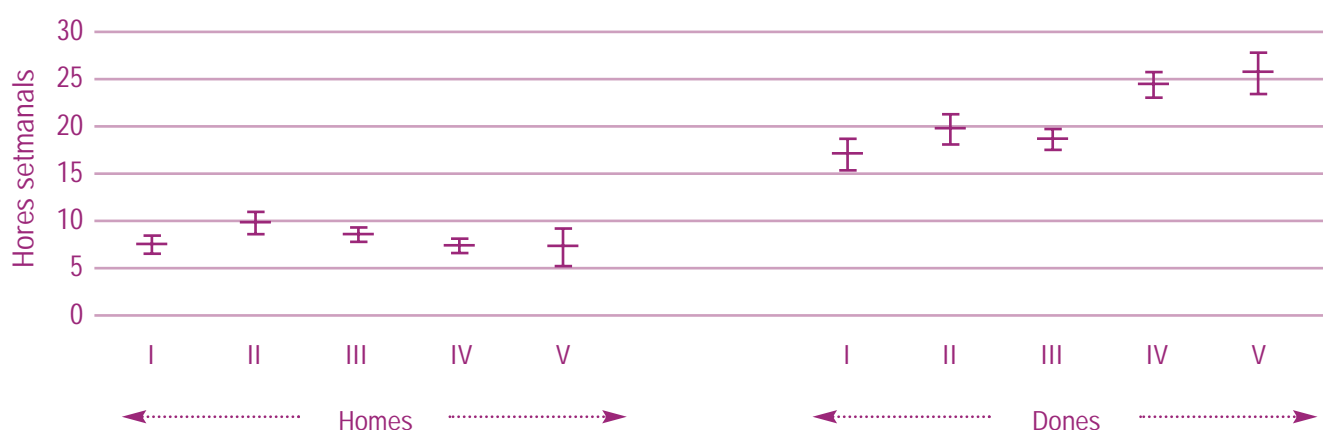 Hores setmanals
30
25
20
15
10
5
0
I II III IV V I II III IV V
Homes Dones